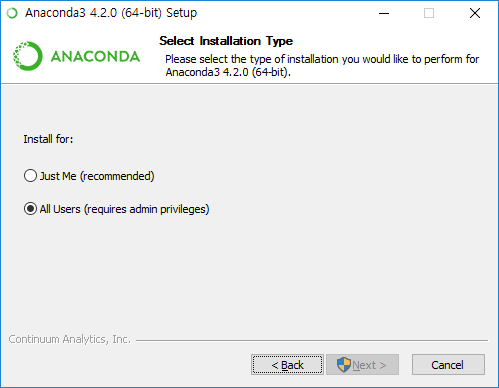 Anaconda3 4.2.0 (64-bit) Setup
ANACONDA
Select Installation Type
Please select the type of installation you would like to perform for
Anaconda3 4.2.0 (64-bit).
Install for:
Just Me (recommended)
All Users (requires admin privileges)
Continuum Analytics, Inc.
< Back
Next >
Cancel